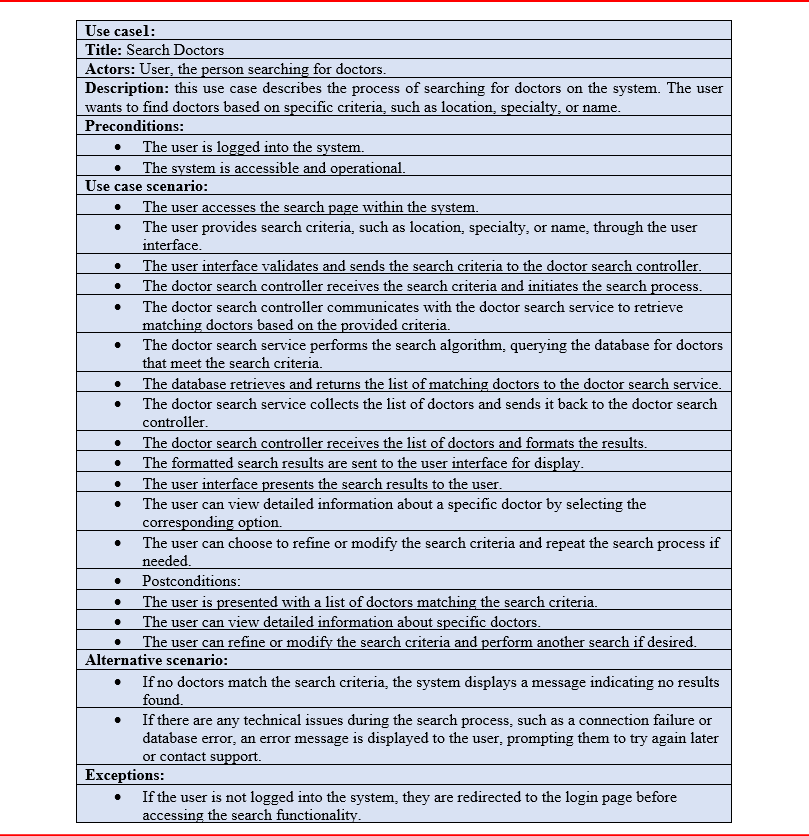 Use case1:
Title: Search Doctors
Actors: User, the person searching for doctors.
Description: this use case describes the process of searching for doctors on the system. The user
wants to find doctors based on specific criteria, such as location, specialty, or name.
Preconditions:
• The user is logged into the system.
• The system is accessible and operational.
Use case scenario:
• The user accesses the search page within the system.
• The user provides search criteria, such as location, specialty, or name, through the user
interface.
• The user interface validates and sends the search criteria to the doctor search controller.
• The doctor search controller receives the search criteria and initiates the search process.
• The doctor search controller communicates with the doctor search service to retrieve
matching doctors based on the provided criteria.
• The doctor search service performs the search algorithm, querying the database for doctors
that meet the search criteria.
• The database retrieves and returns the list of matching doctors to the doctor search service.
• The doctor search service collects the list of doctors and sends it back to the doctor search
controller.
• The doctor search controller receives the list of doctors and formats the results.
• The formatted search results are sent to the user interface for display.
• The user interface presents the search results to the user.
• The user can view detailed information about a specific doctor by selecting the
corresponding option.
• The user can choose to refine or modify the search criteria and repeat the search process if
needed.
• Postconditions:
• The user is presented with a list of doctors matching the search criteria.
• The user can view detailed information about specific doctors.
• The user can refine or modify the search criteria and perform another search if desired.
Alternative scenario:
• If no doctors match the search criteria, the system displays a message indicating no results
found.
• If there are any technical issues during the search process, such as a connection failure or
database error, an error message is displayed to the user, prompting them to try again later
or contact support.
Exceptions:
• If the user is not logged into the system, they are redirected to the login page before
accessing the search functionality.